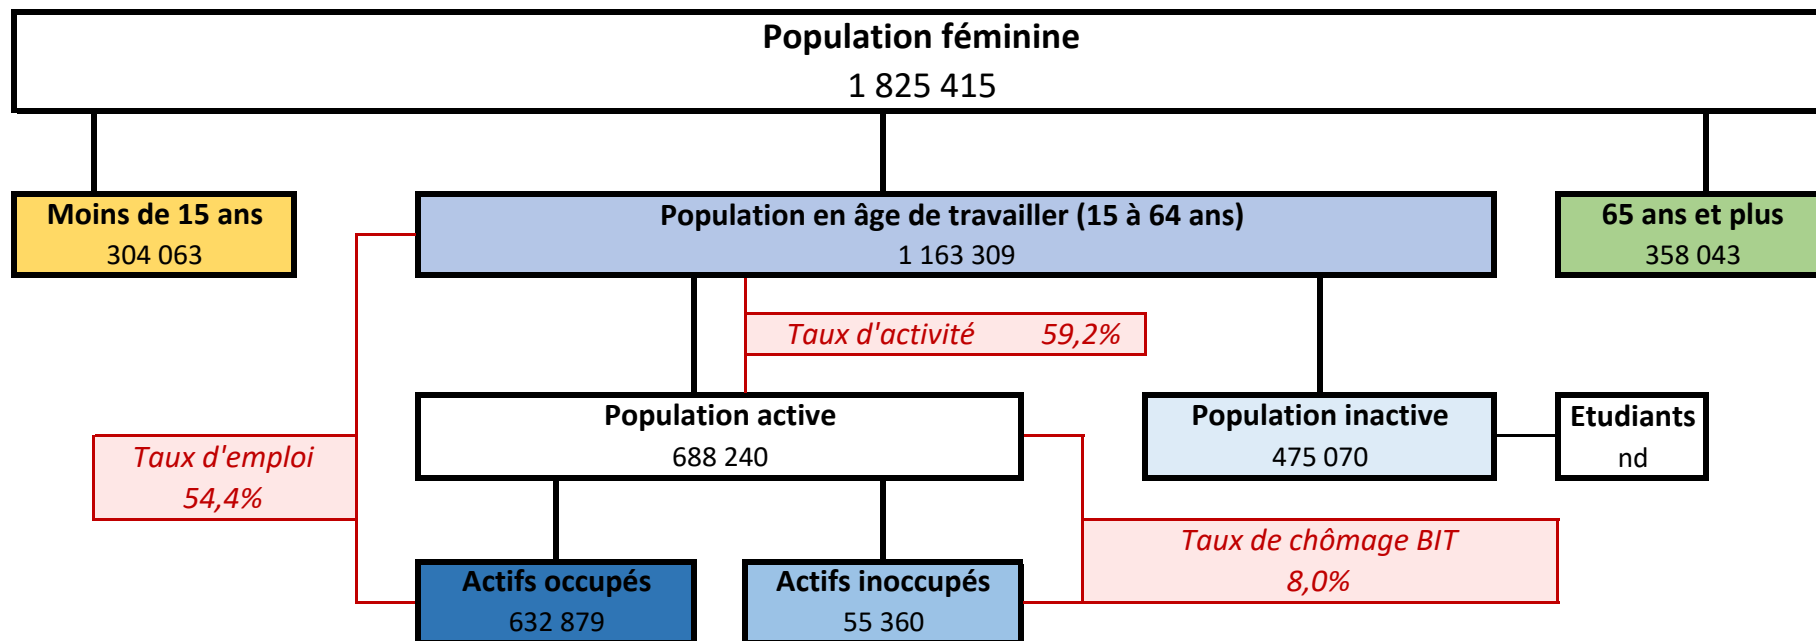 Population féminine
1 825 415
Moins de 15 ans
304 063
Population en âge de travailler (15 à 64 ans)
1 163 309
65 ans et plus
358 043
Taux d'activité 59,2%
Population active
688 240
Population inactive
475 070
Etudiants
nd
Taux d'emploi
54,4%
Taux de chômage BIT
8,0%
Actifs occupés
632 879
Actifs inoccupés
55 360